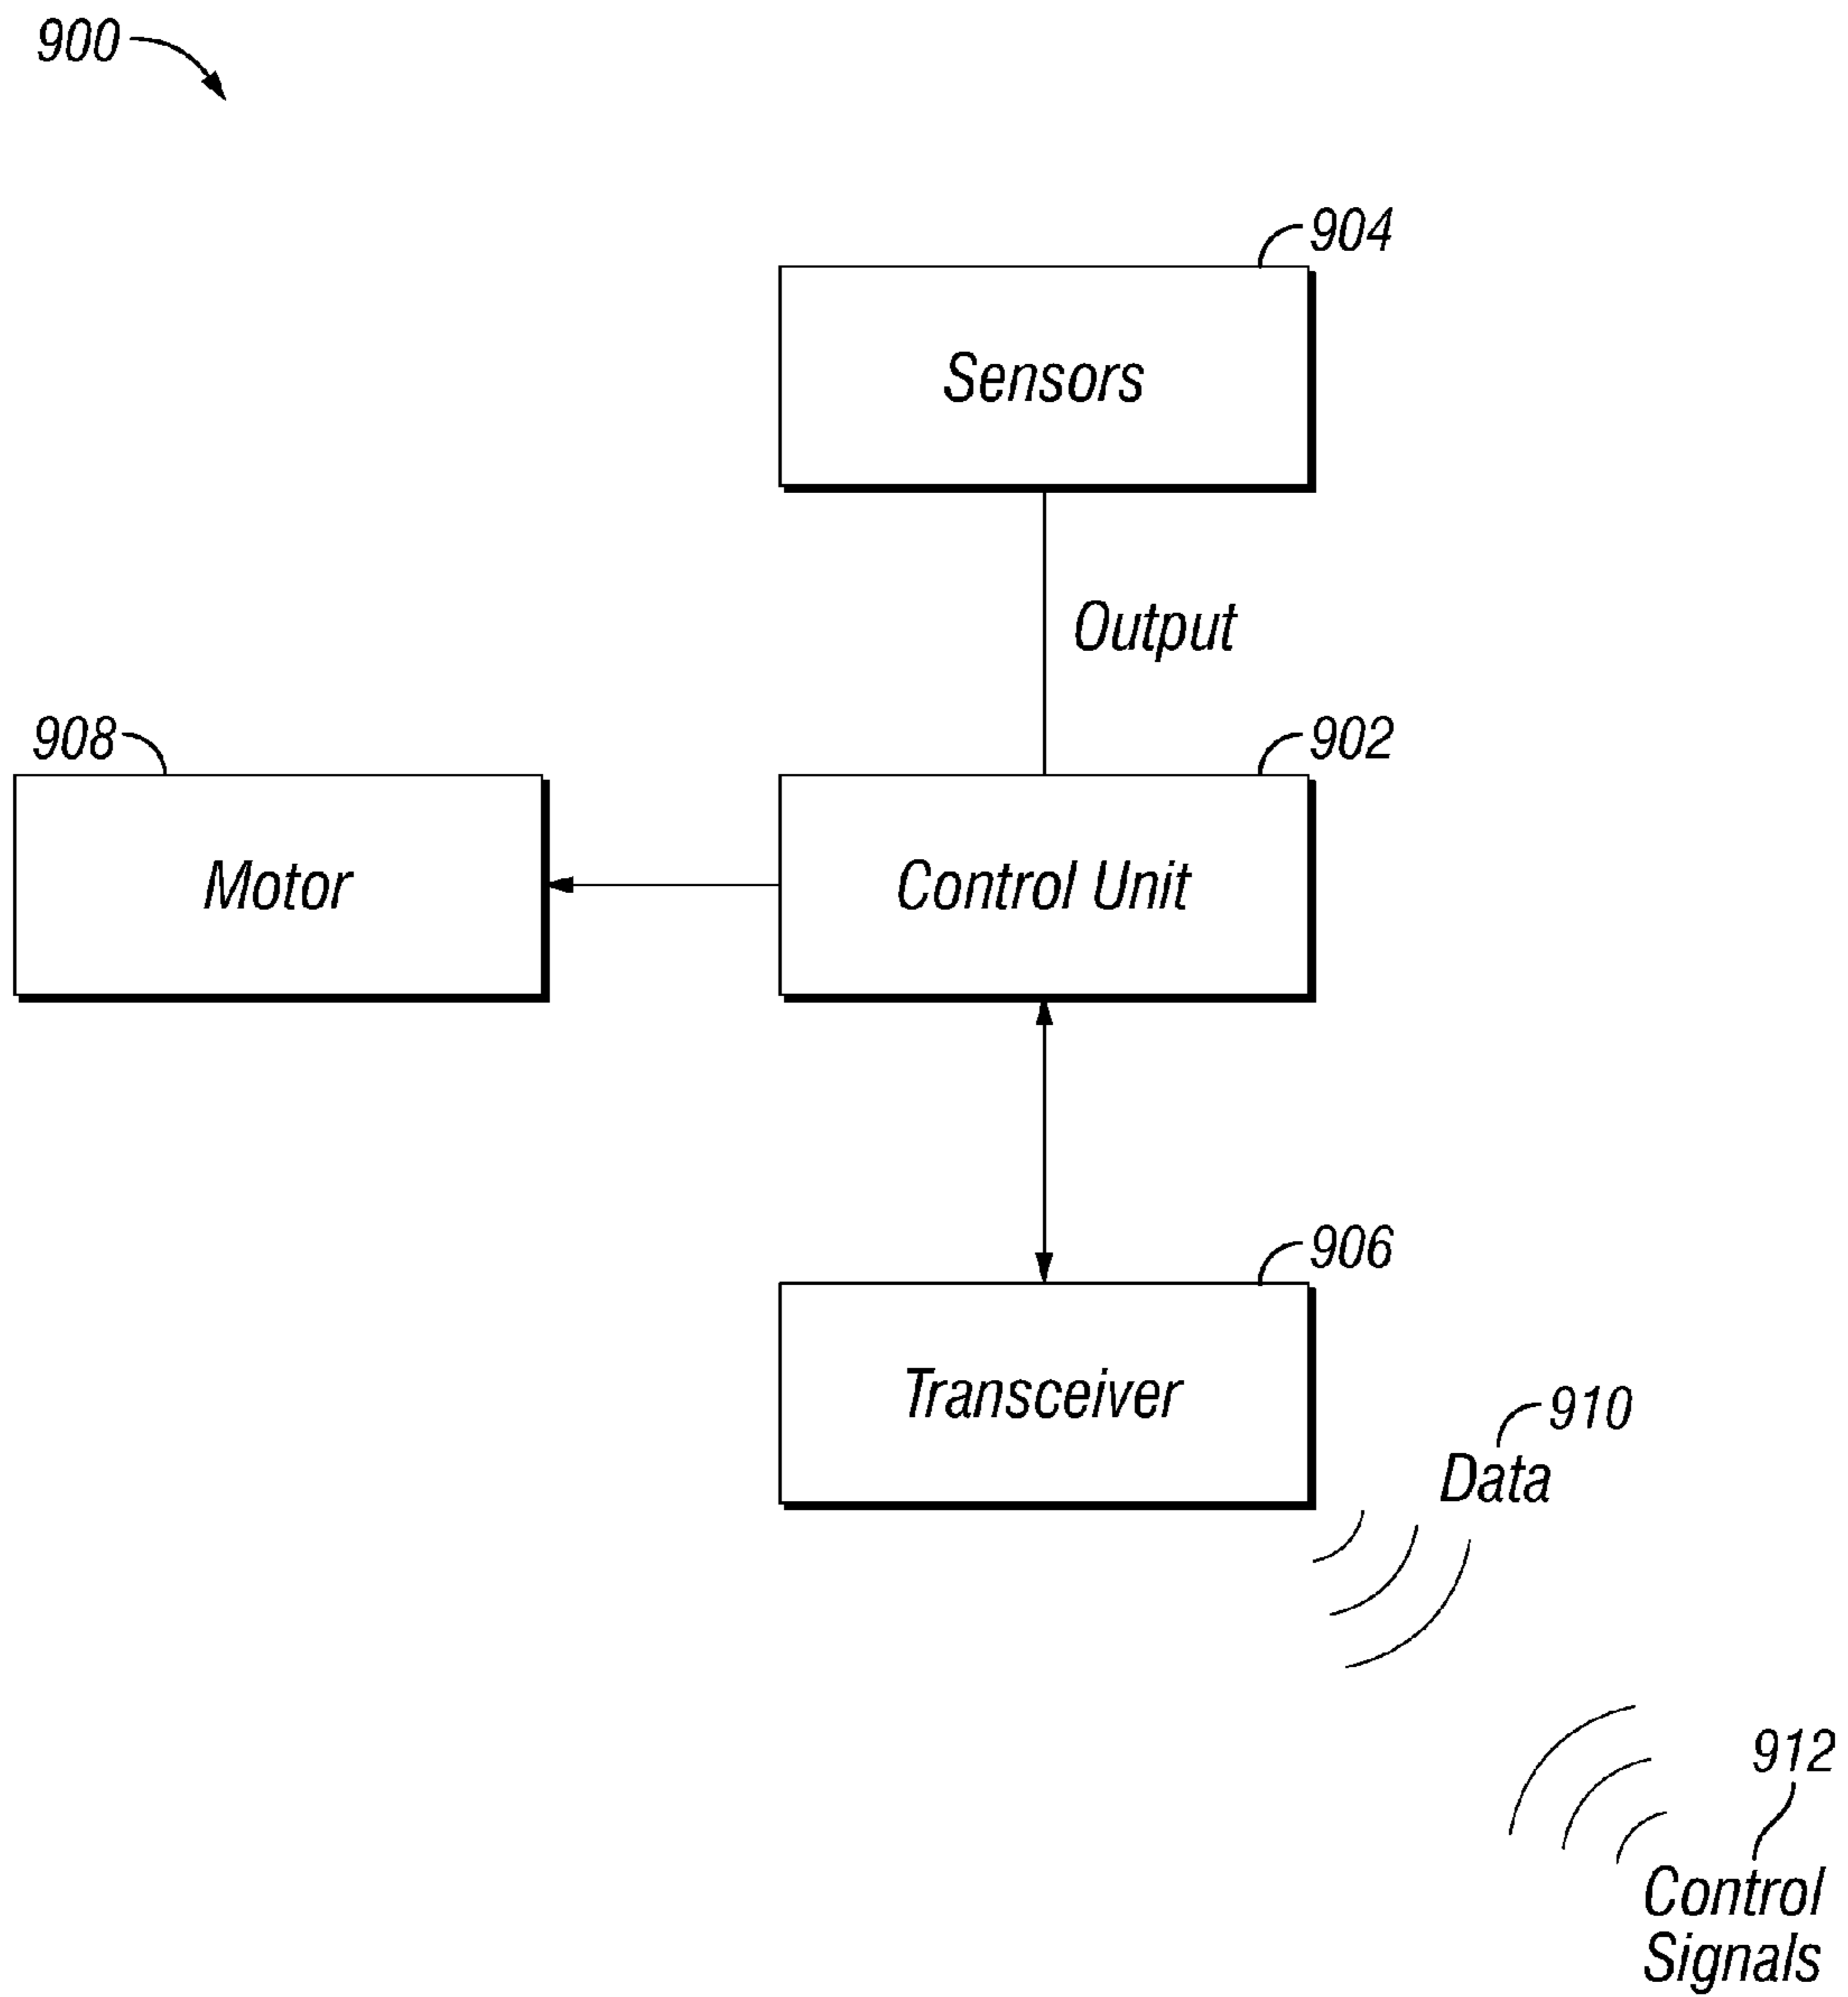 900
904
Sensors
Output
908
902
Motor
Control Unit
906
Transceiver
910
Data
912
Control
Signals